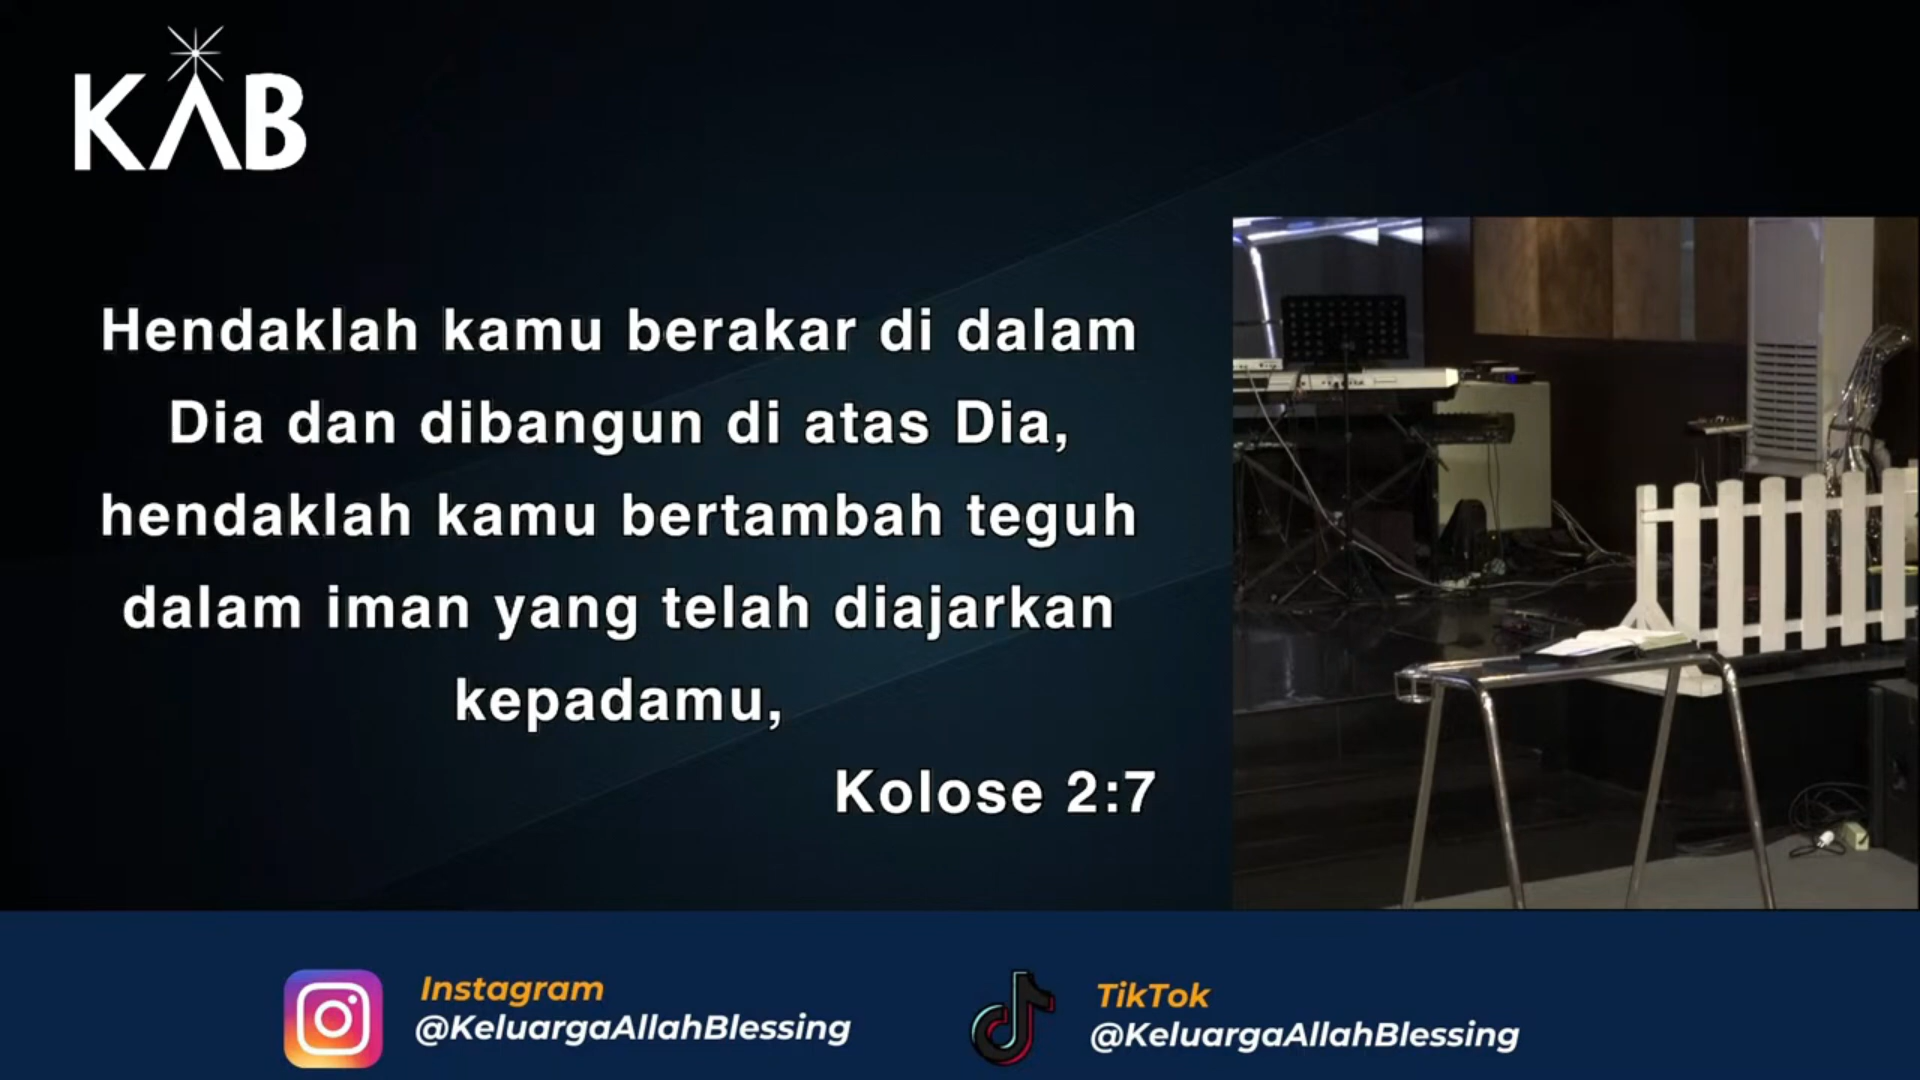 KAB
Hendaklah kamu berakar di dalam
Dia dan dibangun di atas Dia,
hendaklah kamu bertambah teguh
dalam iman yang telah diajarkan
kepadamu,
Kolose 2:7
Instagram
@KeluargaAllahBlessing
TikTok
@KeluargaAllahBlessing